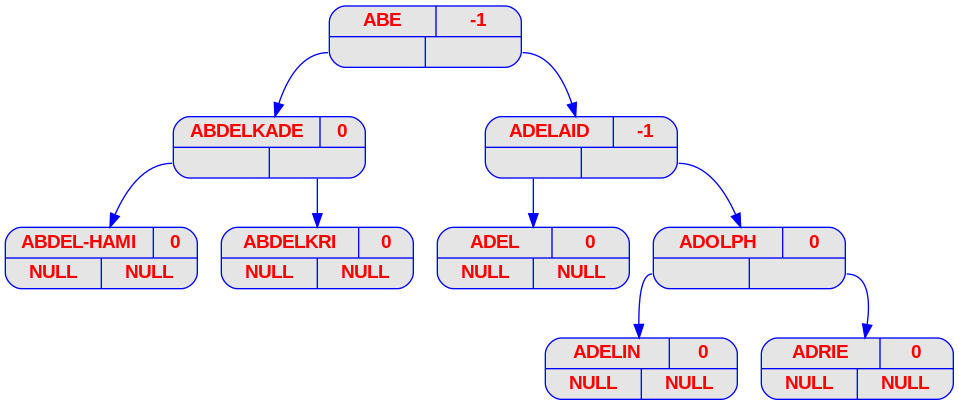 ABE -1
ABDELKADE 0 ADELAID -1
ABDEL-HAMI 0 ABDELKRI 0 ADEL 0 ADOLPH 0
NULL NULL NULL NULL NULL NULL
ADELIN 0 ADRIE 0
NULL NULL NULL NULL